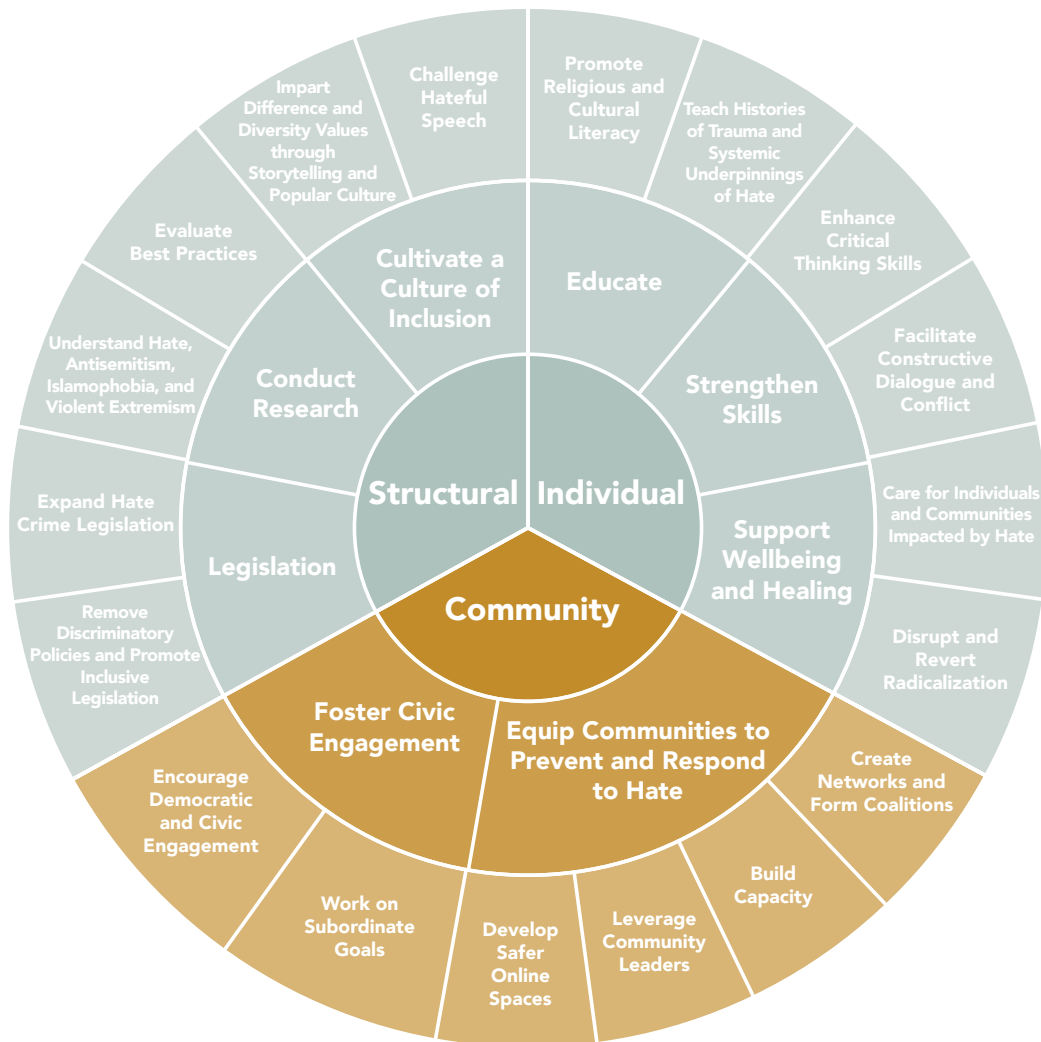 Impart
Difference and
Diversity Values
through
Storytelling and
Popular Culture
Challenge
Hateful
Speech
Promote
Religious and
Cultural
Literacy
Teach Histories
of Trauma and
Systemic
Underpinnings
of Hate
Evaluate
Best Practices
Enhance
Critical
Thinking Skills
Cultivate a
Culture of
Inclusion
Educate
Understand Hate,
Antisemitism,
Islamophobia, and
Violent Extremism
Conduct
Research
Strengthen
Skills
Facilitate
Constructive
Dialogue and
Conflict
Structural
Individual
Expand Hate
Crime Legislation
Legislation
Support
Wellbeing
and Healing
Care for Individuals
and Communities
Impacted by Hate
Community
Remove
Discriminatory
Policies and Promote
Inclusive
Legislation
Disrupt and
Revert
Radicalization
Foster Civic
Engagement
Equip Communities to
Prevent and Respond
to Hate
Encourage
Democratic
and Civic
Engagement
Create
Networks and
Form Coalitions
Work on
Subordinate
Goals
Develop
Safer
Online
Spaces
Leverage
Community
Leaders
Build
Capacity